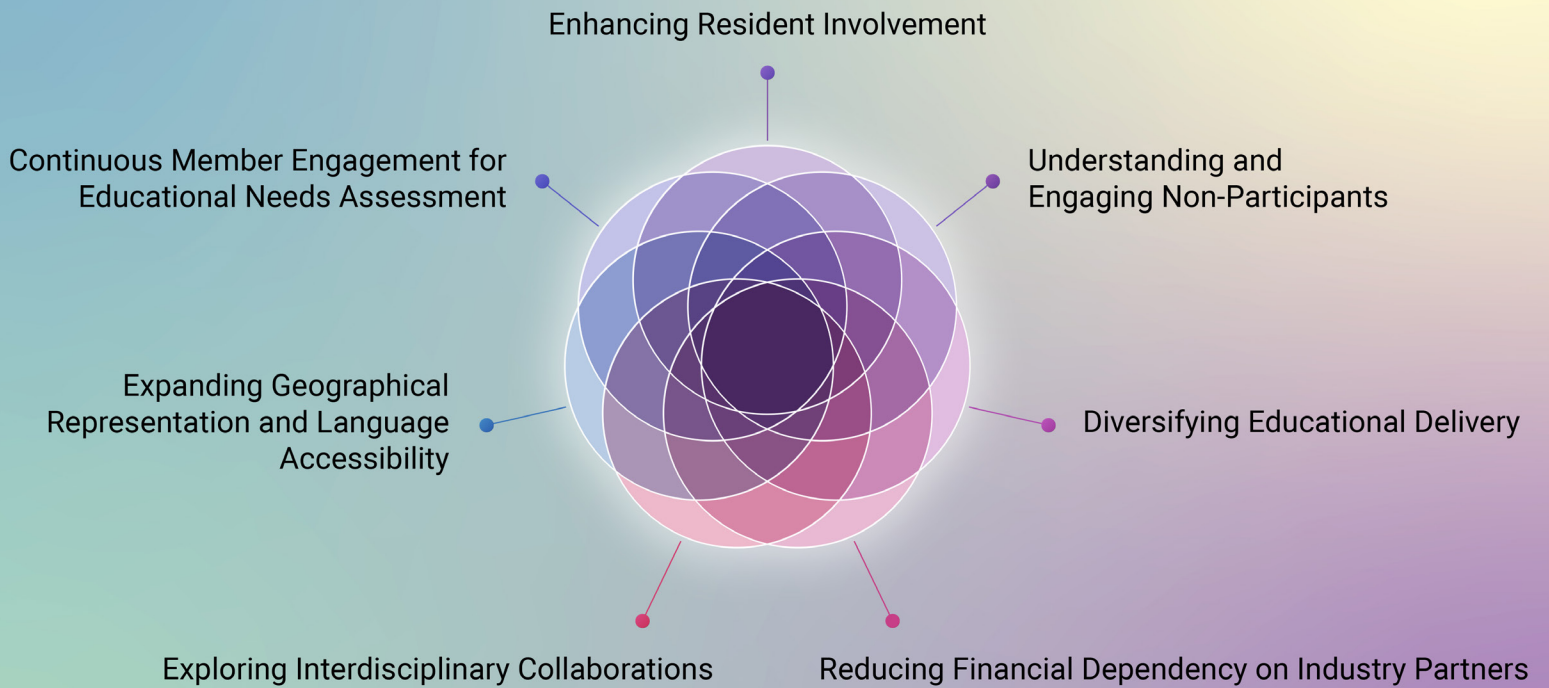 Enhancing Resident Involvement
Continuous Member Engagement for
Educational Needs Assessment
Understanding and
Engaging Non-Participants
Expanding Geographical
Representation and Language
Accessibility
Diversifying Educational Delivery
Exploring Interdisciplinary Collaborations
Reducing Financial Dependency on Industry Partners